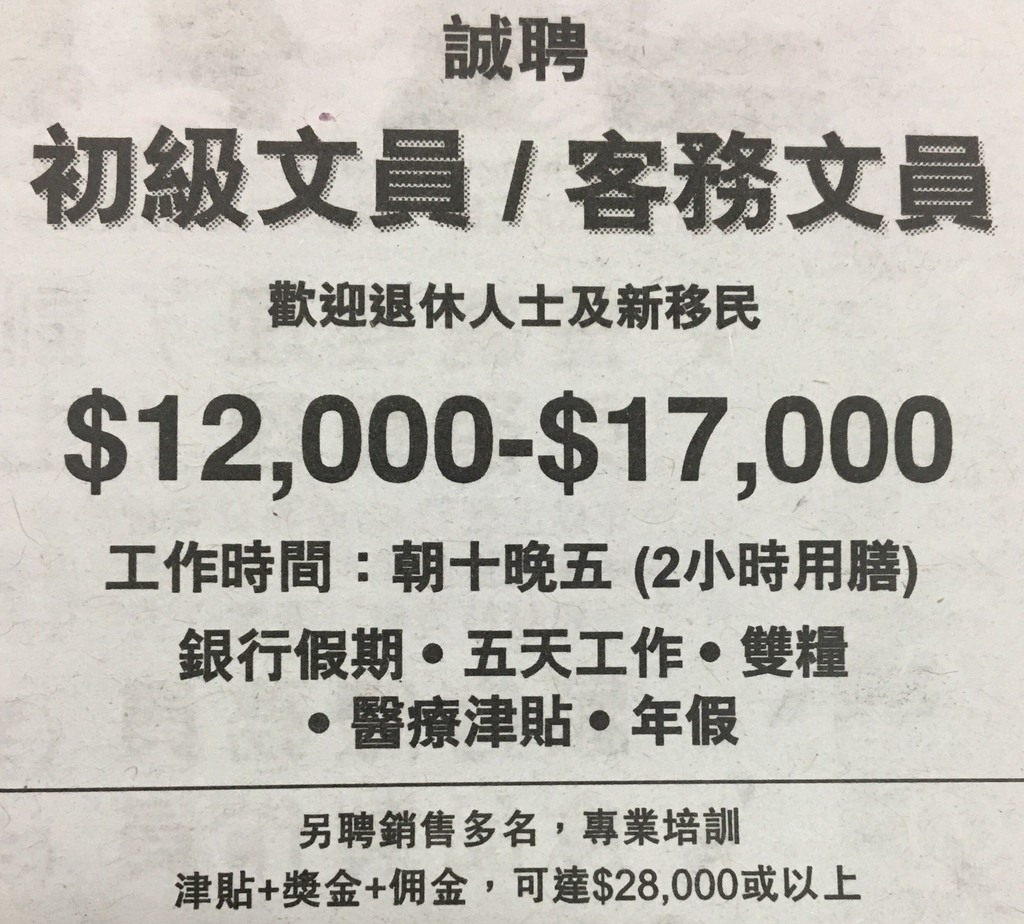 誠聘
初級文員 / 客務文員
歡迎退休人士及新移民
$12,000-$17,000
工作時間：朝十晚五 (2小時用膳)
銀行假期•五天工作•雙糧
•醫療津貼•年假
另聘銷售多名，專業培訓
津貼+獎金+佣金，可達$28,000或以上